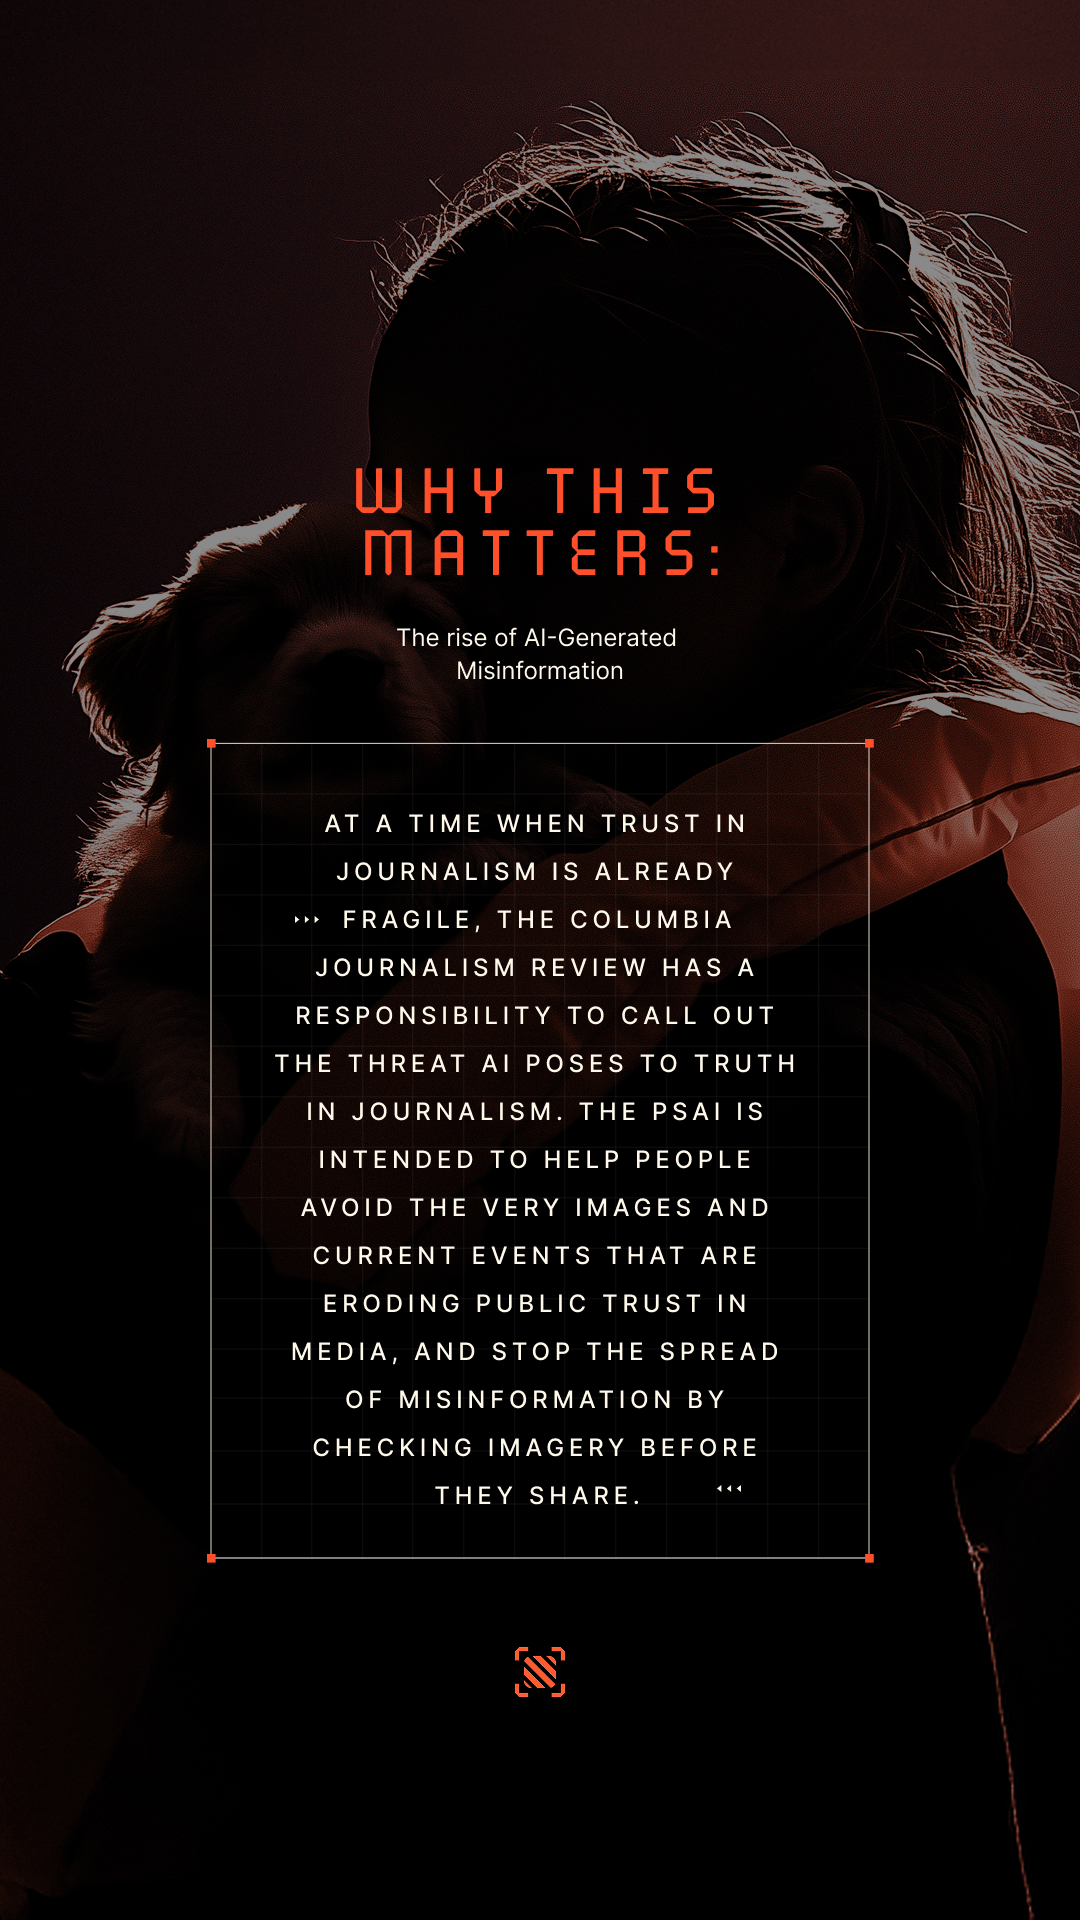 WHY THIS
MATTERS:
The rise of AI-Generated
Misinformation
AT A TIME WHEN TRUST IN
JOURNALISM IS ALREADY
FRAGILE, THE COLUMBIA
JOURNALISM REVIEW HAS A
RESPONSIBILITY TO CALL OUT
THE THREAT AI POSES TO TRUTH
IN JOURNALISM. THE PSAI IS
INTENDED TO HELP PEOPLE
AVOID THE VERY IMAGES AND
CURRENT EVENTS THAT ARE
ERODING PUBLIC TRUST IN
MEDIA, AND STOP THE SPREAD
OF MISINFORMATION BY
CHECKING IMAGERY BEFORE
THEY SHARE.